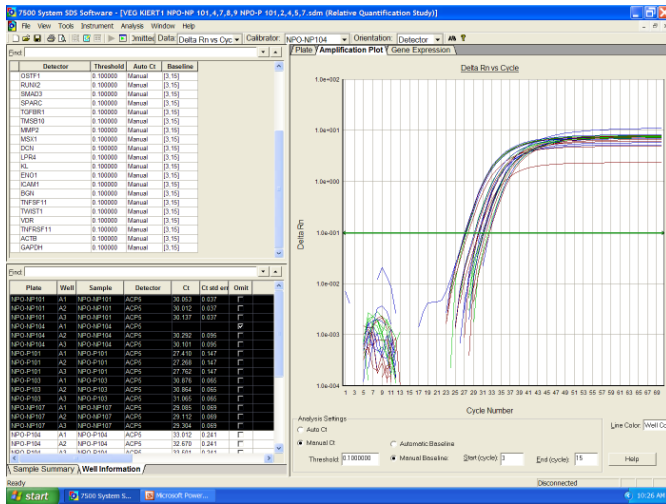 7500 System SDS Software - [VEG KIERT1 NPO-NP 101,4,7,8,9 NPO-P 101,2,4,5,7.sdm (Relative Quantification Study)]
File View Tools Instrument Analysis Window Help
Omitted Data Delta Rn vs Cyc Calibrator: NPO-NP104 Orientation: Detector
Find:
Detector Threshold Auto Ct Baseline
OSTF1 0.100000 Manual [3,15]
RUNX2 0.100000 Manual [3,15]
SMAD3 0.100000 Manual [3,15]
SPARC 0.100000 Manual [3,15]
TGFBR1 0.100000 Manual [3,15]
TMSB10 0.100000 Manual [3,15]
MMP2 0.100000 Manual [3,15]
MSX1 0.100000 Manual [3,15]
DCN 0.100000 Manual [3,15]
LPR4 0.100000 Manual [3,15]
KL 0.100000 Manual [3,15]
ENO1 0.100000 Manual [3,15]
ICAM1 0.100000 Manual [3,15]
BGN 0.100000 Manual [3,15]
TNFSF11 0.100000 Manual [3,15]
TWIST1 0.100000 Manual [3,15]
VDR 0.100000 Manual [3,15]
TNFRSF11 0.100000 Manual [3,15]
ACTB 0.100000 Manual [3,15]
GAPDH 0.100000 Manual [3,15]
Find:
Plate Well Sample Detector Ct Ct std err Omit
NPO-NP101 A1 NPO-NP101 ACP5 30.063 0.037
NPO-NP101 A2 NPO-NP101 ACP5 30.012 0.037
NPO-NP101 A3 NPO-NP101 ACP5 30.137 0.037
NPO-NP104 A1 NPO-NP104 ACP5
NPO-NP104 A2 NPO-NP104 ACP5 30.292 0.095
NPO-NP104 A3 NPO-NP104 ACP5 30.101 0.095
NPO-P101 A1 NPO-P101 ACP5 27.410 0.147
NPO-P101 A2 NPO-P101 ACP5 27.268 0.147
NPO-P101 A3 NPO-P101 ACP5 27.762 0.147
NPO-P103 A1 NPO-P103 ACP5 30.876 0.065
NPO-P103 A2 NPO-P103 ACP5 30.864 0.065
NPO-P103 A3 NPO-P103 ACP5 31.065 0.065
NPO-NP107 A1 NPO-NP107 ACP5 29.085 0.069
NPO-NP107 A2 NPO-NP107 ACP5 29.112 0.069
NPO-NP107 A3 NPO-NP107 ACP5 29.304 0.069
NPO-P104 A1 NPO-P104 ACP5 33.012 0.241
NPO-P104 A2 NPO-P104 ACP5 32.670 0.241
NPO-P104 A3 NPO-P104 ACP5 0.241
Sample Summary Well Information
Plate Amplification Plot Gene Expression
Delta Rn vs Cycle
1.0e+002
1.0e+001
1.0e+000
1.0e-001
1.0e-002
1.0e-003
1.0e-004
Delta Rn
1 3 5 7 9 11 13 15 17 19 21 23 25 27 29 31 33 35 37 39 41 43 45 47 49 51 53 55 57 59 61 63 65 67 69
Cycle Number
Analysis Settings
Auto Ct
Manual Ct
Threshold: 0.1000000
Automatic Baseline
Manual Baseline:
Start (cycle): 3
End (cycle): 15
Line Color: Well Co
Help
Ready
Disconnected
start
7500 System S...
Microsoft Power...
10:26 AM